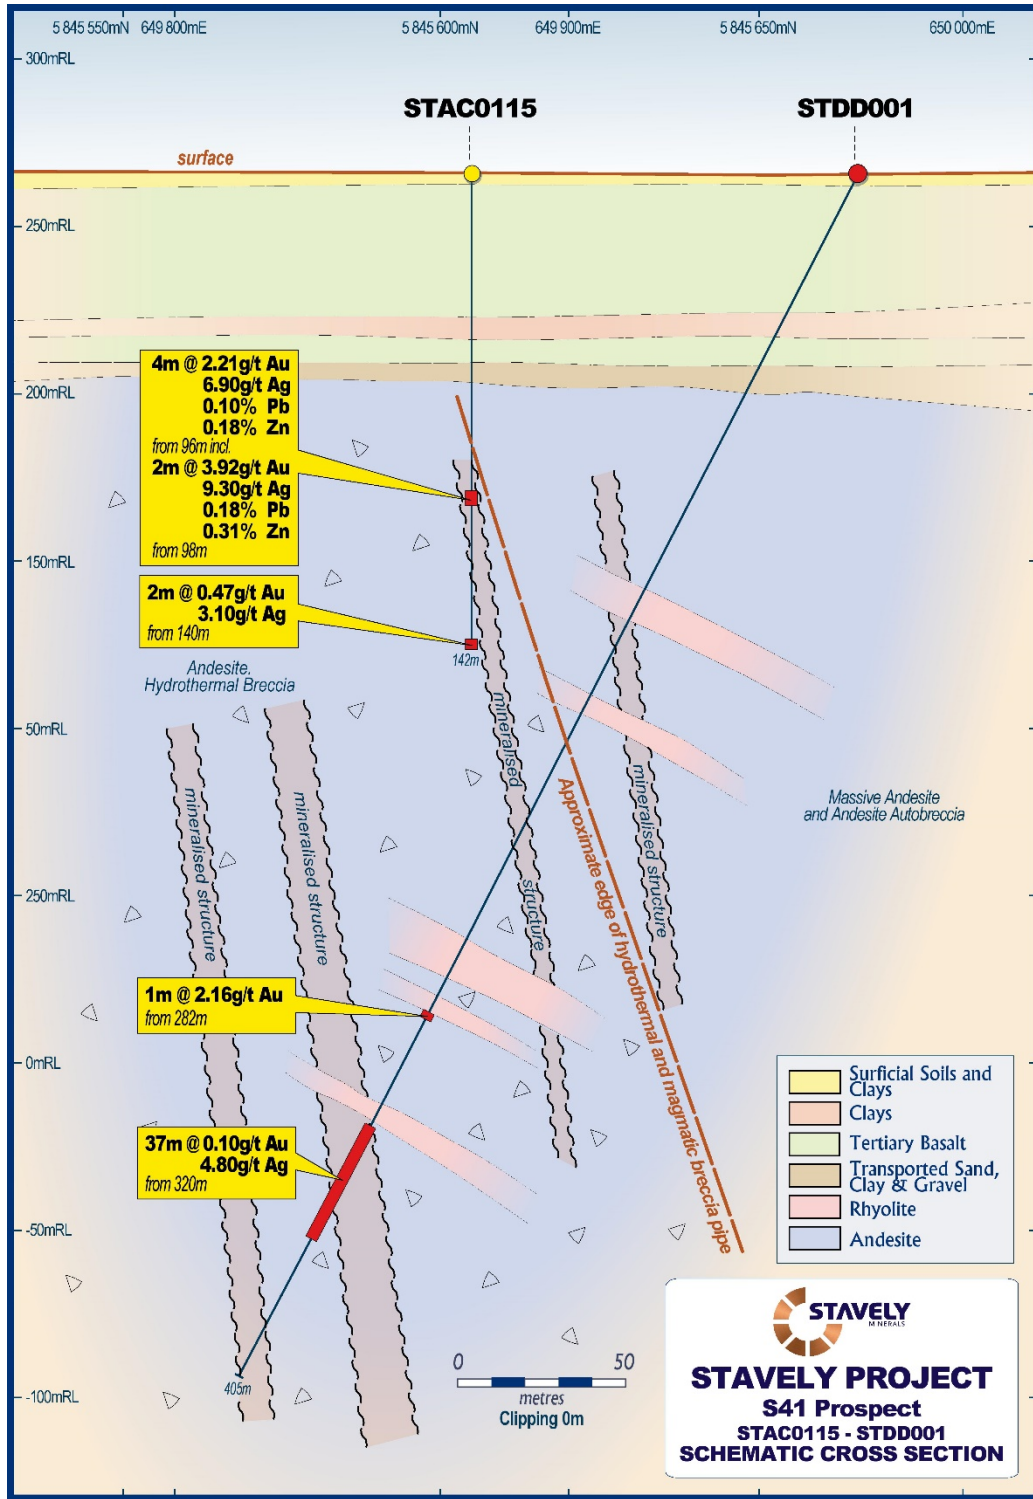 5 845 550mN 649 800mE 5 845 600mN 649 900mE 5 845 650mN 650 000mE
300mRL
STAC0115 STDD001
surface
250mRL
4m @ 2.21g/t Au
6.90g/t Ag
0.10% Pb
0.18% Zn
from 96m incl.
2m @ 3.92g/t Au
9.30g/t Ag
0.18% Pb
0.31% Zn
from 98m
200mRL
150mRL
2m @ 0.47g/t Au
3.10g/t Ag
from 140m
142m
Andesite.
Hydrothermal Breccia
50mRL
mineralised structure
mineralised structure
mineralised structure
mineralised structure
Approximate edge of hydrothermal and magmatic breccia pipe
Massive Andesite
and Andesite Autobreccia
250mRL
1m @ 2.16g/t Au
from 282m
0mRL
37m @ 0.10g/t Au
4.80g/t Ag
from 320m
-50mRL
-100mRL
405m
Surficial Soils and
Clays
Clays
Tertiary Basalt
Transported Sand,
Clay & Gravel
Rhyolite
Andesite
0 50
metres
Clipping 0m
STAVELY
MINERALS
STAVELY PROJECT
S41 Prospect
STAC0115 - STDD001
SCHEMATIC CROSS SECTION